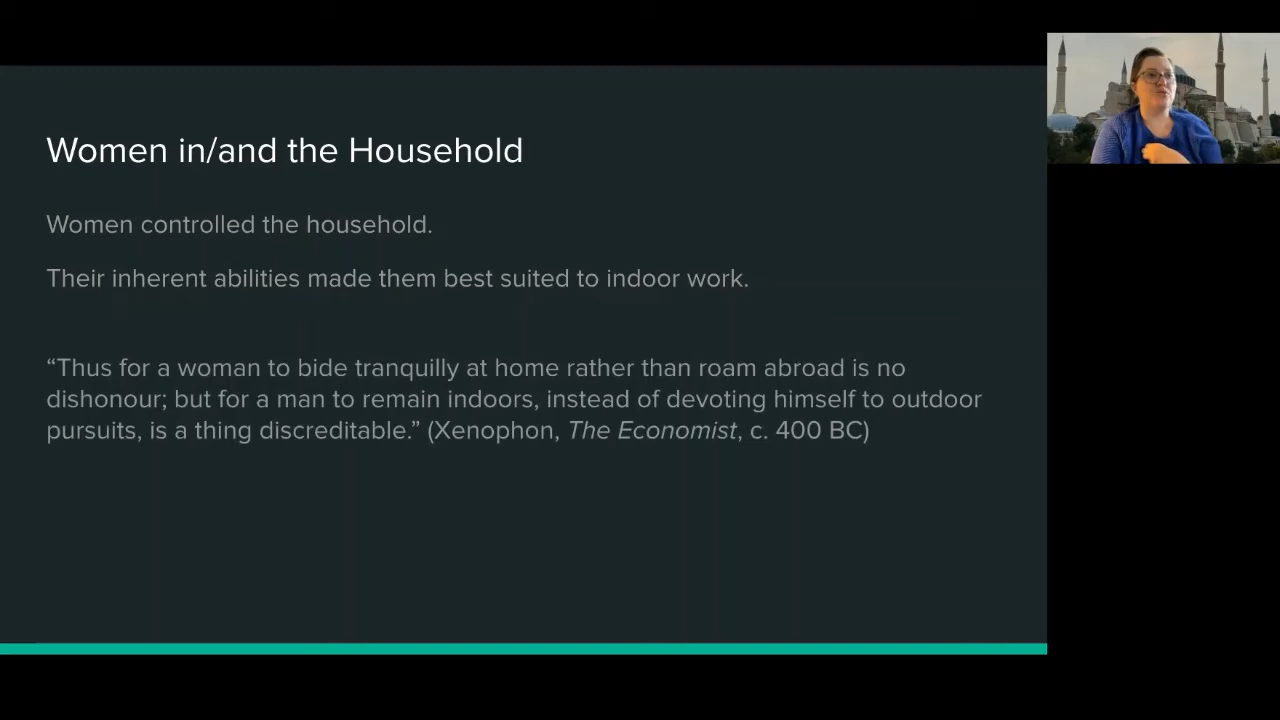 Women in/and the Household
Women controlled the household.
Their inherent abilities made them best suited to indoor work.
“Thus for a woman to bide tranquilly at home rather than roam abroad is no
dishonour; but for a man to remain indoors, instead of devoting himself to outdoor
pursuits, is a thing discreditable.” (Xenophon, The Economist, c. 400 BC)